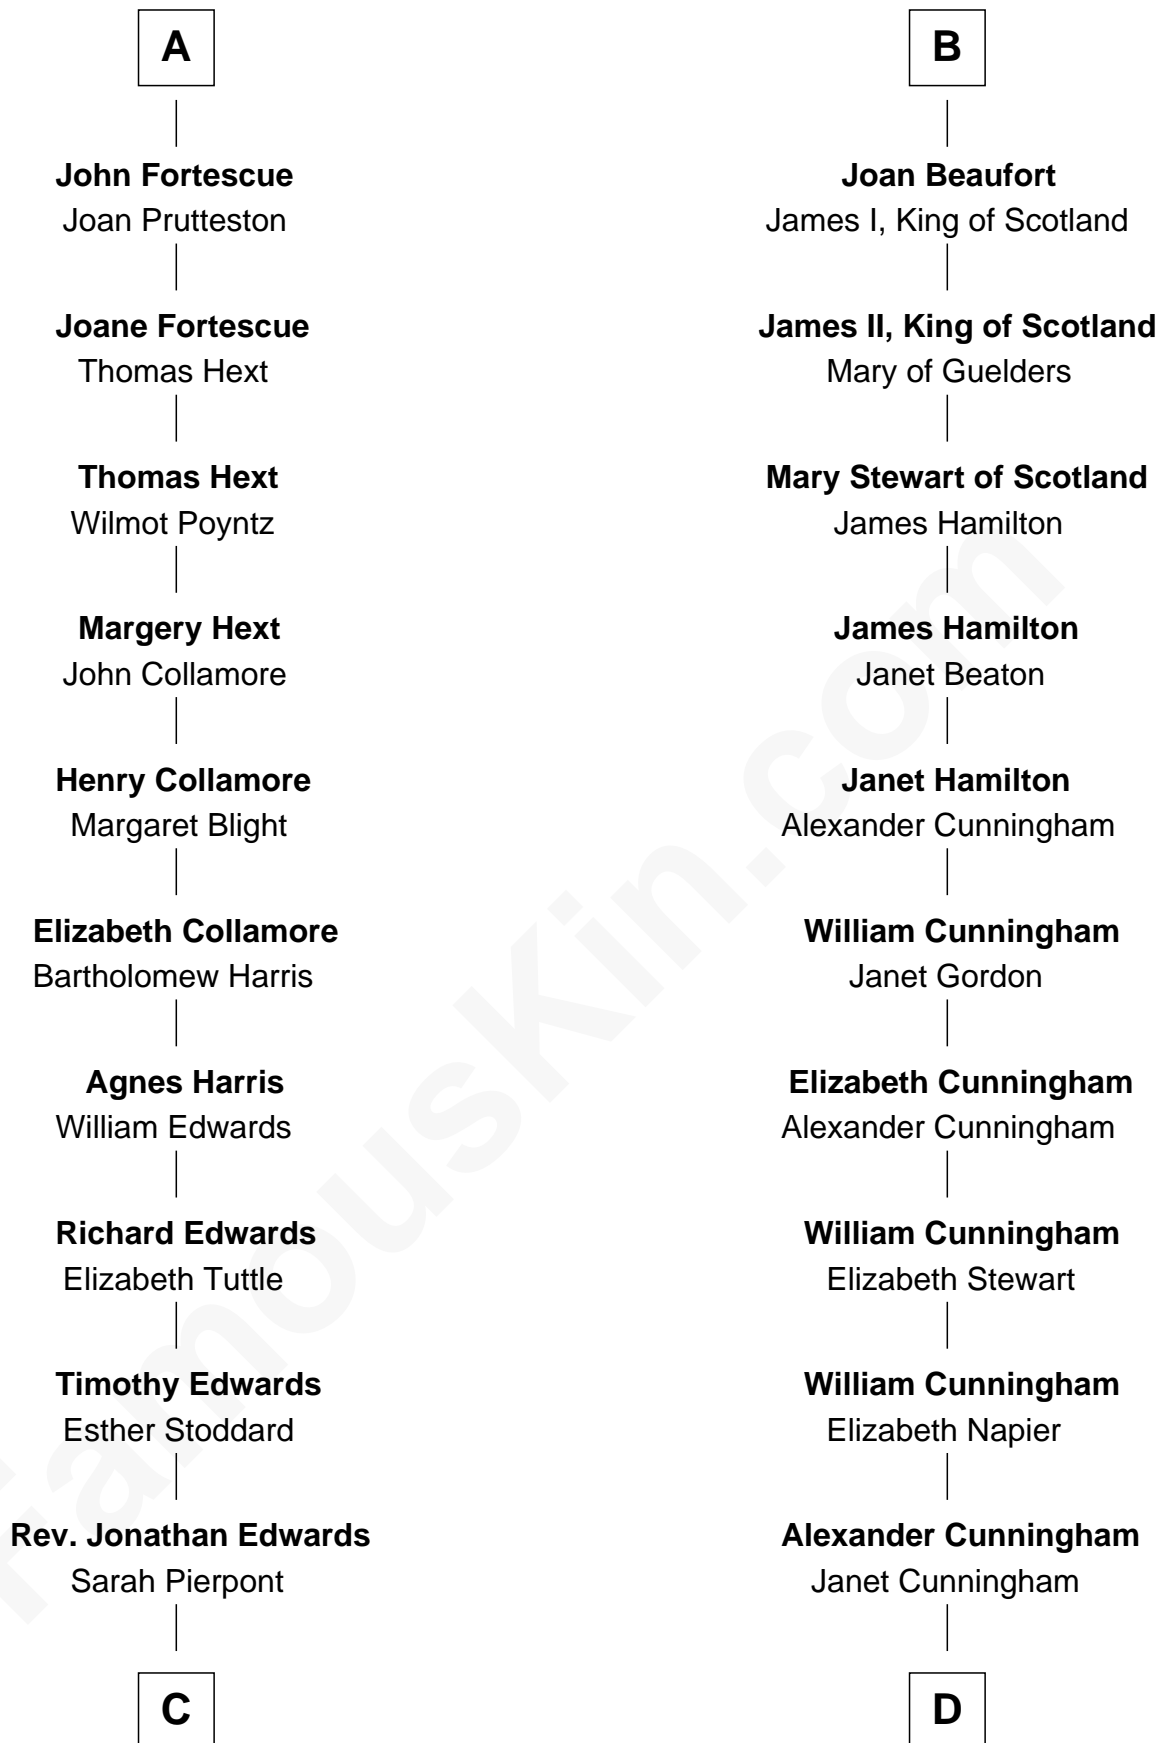 A
John Fortescue
Joan Prutteston
Joane Fortescue
Thomas Hext
Thomas Hext
Wilmot Poyntz
Margery Hext
John Collamore
Henry Collamore
Margaret Blight
Elizabeth Collamore
Bartholomew Harris
Agnes Harris
William Edwards
Richard Edwards
Elizabeth Tuttle
Timothy Edwards
Esther Stoddard
Rev. Jonathan Edwards
Sarah Pierpont
C
B
Joan Beaufort
James I, King of Scotland
James II, King of Scotland
Mary of Guelders
Mary Stewart of Scotland
James Hamilton
James Hamilton
Janet Beaton
Janet Hamilton
Alexander Cunningham
William Cunningham
Janet Gordon
Elizabeth Cunningham
Alexander Cunningham
William Cunningham
Elizabeth Stewart
William Cunningham
Elizabeth Napier
Alexander Cunningham
Janet Cunningham
D
FamousKin.com